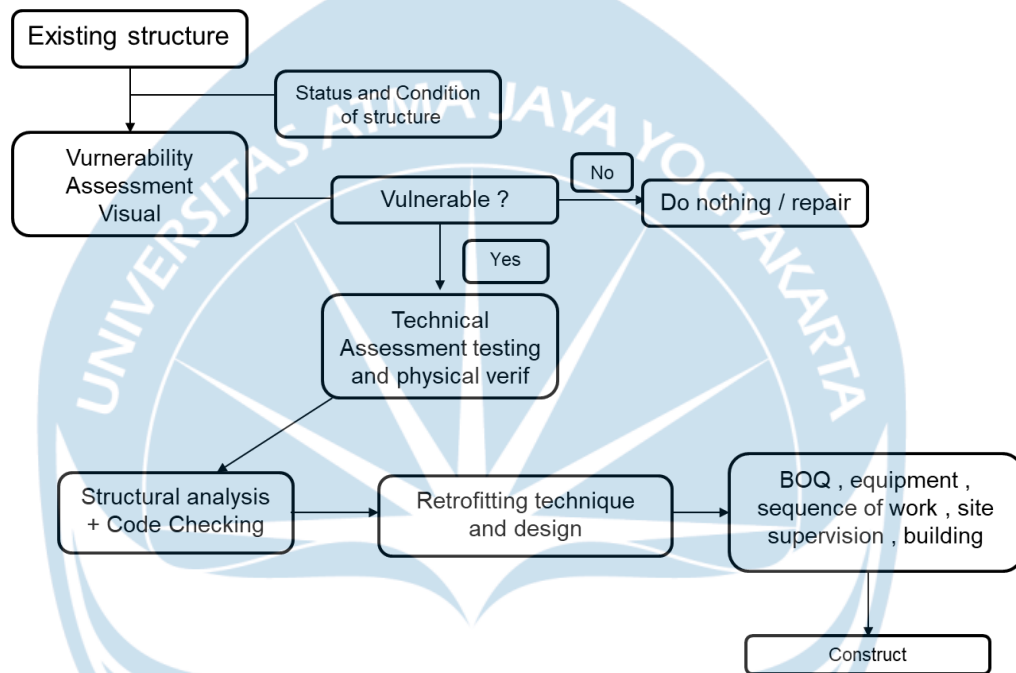 Existing structure
Status and Condition
of structure
Vurnerability
Assessment
Visual
Vulnerable ?
No
Do nothing / repair
Yes
Technical
Assessment testing
and physical verif
Structural analysis
+ Code Checking
Retrofitting technique
and design
BOQ , equipment ,
sequence of work , site
supervision , building
Construct
UNIVERSITAS ATMA JAYA YOGYAKARTA